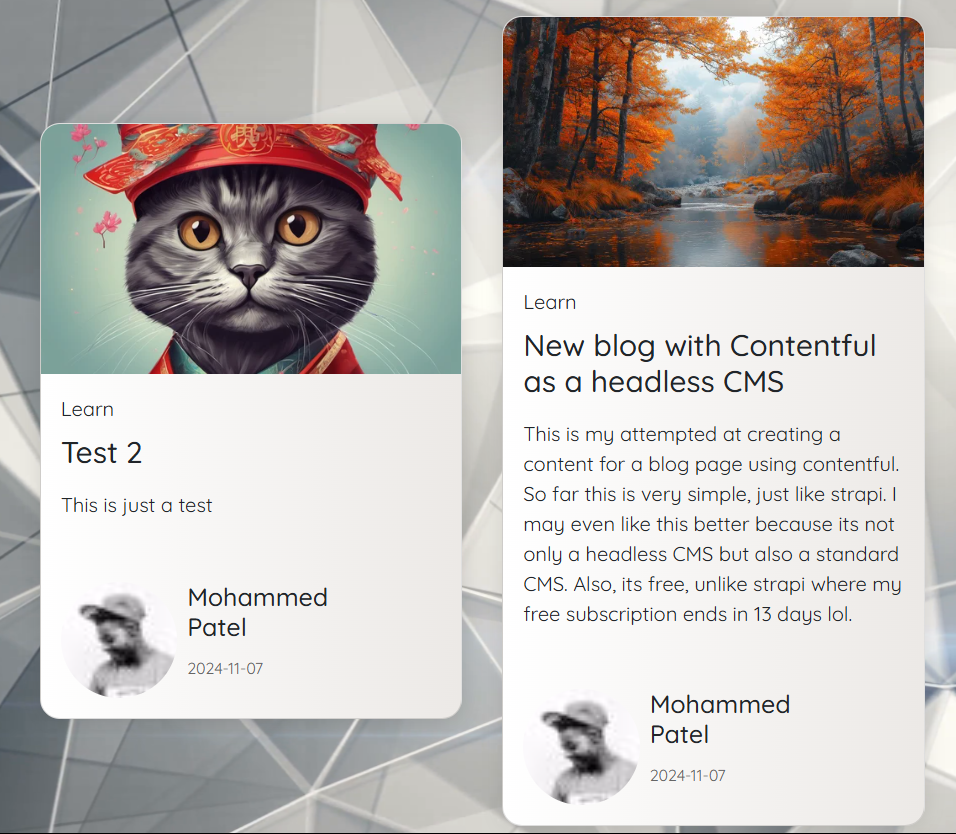 Learn
Test 2
This is just a test
Mohammed
Patel
2024-11-07
Learn
New blog with Contentful
as a headless CMS
This is my attempted at creating a
content for a blog page using contentful.
So far this is very simple, just like strapi. I
may even like this better because its not
only a headless CMS but also a standard
CMS. Also, its free, unlike strapi where my
free subscription ends in 13 days lol.
Mohammed
Patel
2024-11-07